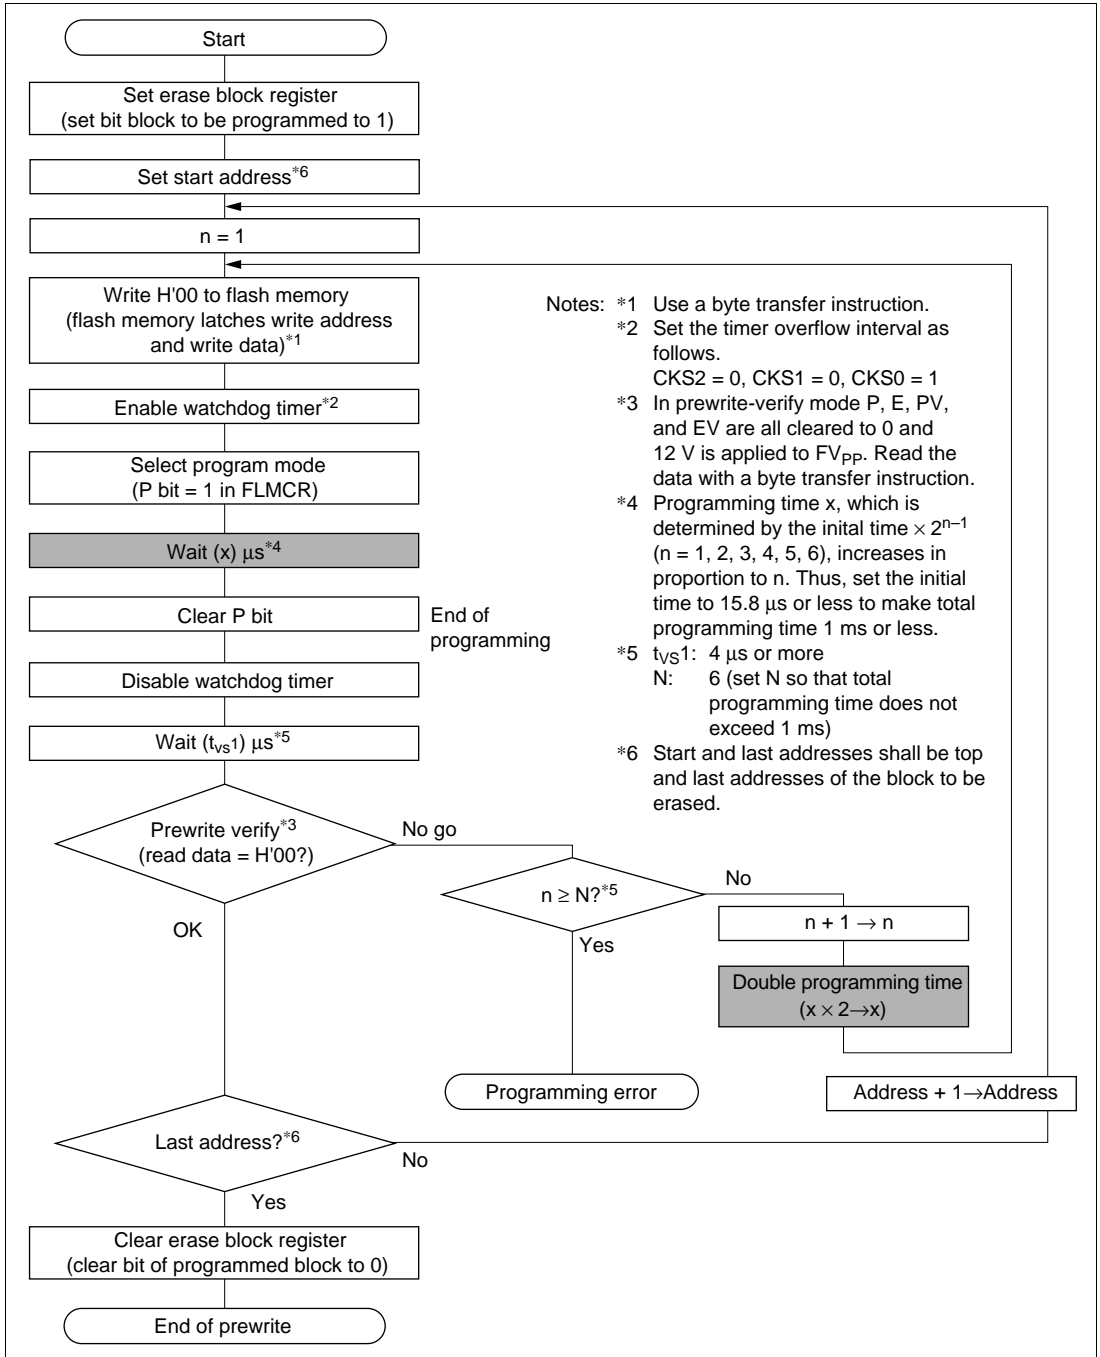 Start
Set erase block register
(set bit block to be programmed to 1)
Set start address*6
n = 1
Write H'00 to flash memory
(flash memory latches write address
and write data)*1
Enable watchdog timer*2
Select program mode
(P bit = 1 in FLMCR)
Wait (x) μs*4
Clear P bit
End of
programming
Disable watchdog timer
Wait (tvs1) μs*5
Prewrite verify*3
(read data = H'00?)
No go
OK
n ≥ N?*5
No
Yes
n + 1 → n
Double programming time
(x × 2→x)
Programming error
Address + 1→Address
Last address?*6
No
Yes
Clear erase block register
(clear bit of programmed block to 0)
End of prewrite
Notes: *1 Use a byte transfer instruction.
*2 Set the timer overflow interval as
follows.
CKS2 = 0, CKS1 = 0, CKS0 = 1
*3 In prewrite-verify mode P, E, PV,
and EV are all cleared to 0 and
12 V is applied to FVPP. Read the
data with a byte transfer instruction.
*4 Programming time x, which is
determined by the inital time × 2n–1
(n = 1, 2, 3, 4, 5, 6), increases in
proportion to n. Thus, set the initial
time to 15.8 μs or less to make total
programming time 1 ms or less.
*5 tVS1: 4 μs or more
N: 6 (set N so that total
programming time does not
exceed 1 ms)
*6 Start and last addresses shall be top
and last addresses of the block to be
erased.